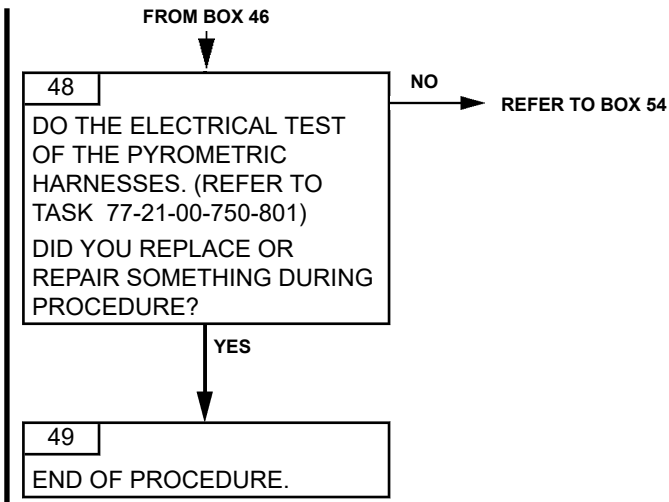 FROM BOX 46
48
NO
REFER TO BOX 54
DO THE ELECTRICAL TEST
OF THE PYROMETRIC
HARNESSES. (REFER TO
TASK 77-21-00-750-801)
DID YOU REPLACE OR
REPAIR SOMETHING DURING
PROCEDURE?
YES
49
END OF PROCEDURE.